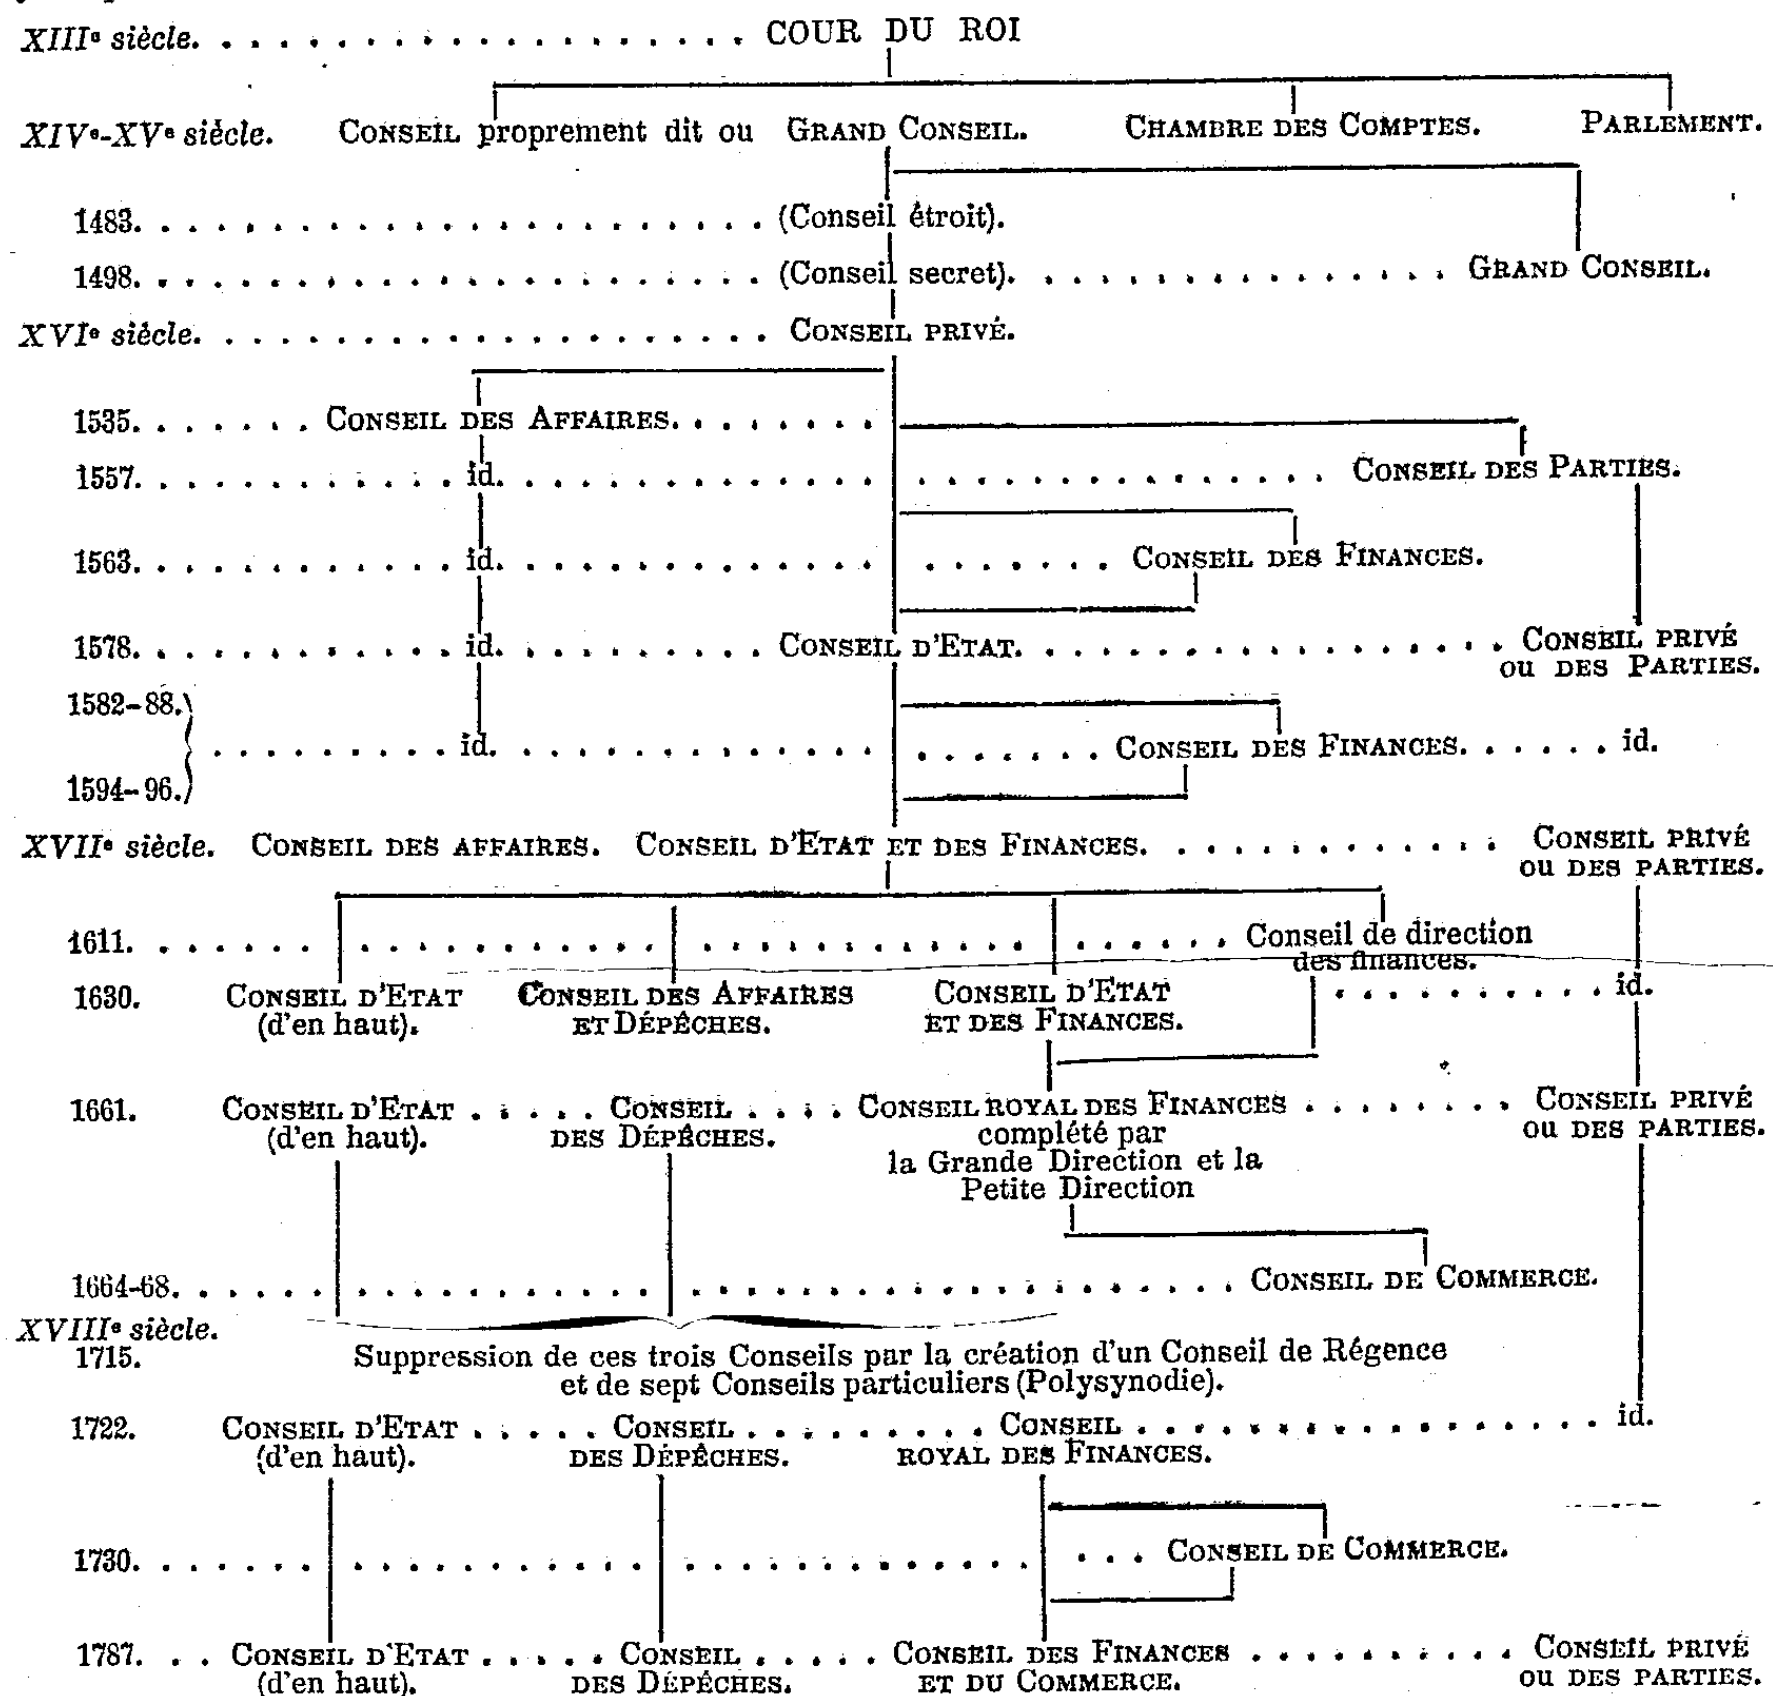 XIIIe siècle. . . . . . . . . . . . . . . . . . . . COUR DU ROI
XIVe-XVe siècle. CONSEIL proprement dit ou GRAND CONSEIL. CHAMBRE DES COMPTES. PARLEMENT.
1483. . . . . . . . . . . . . . . . . . . . . . . (Conseil étroit).
1498. . . . . . . . . . . . . . . . . . . . . . . (Conseil secret). . . . . . . . . . . . . . . . GRAND CONSEIL.
XVIe siècle. . . . . . . . . . . . . . . . . . . . . CONSEIL PRIVÉ.
1535. . . . . . . CONSEIL DES AFFAIRES. . . . . . . .
1557. . . . . . . . . . . . id. . . . . . . . . . . . . . . . . . . . . . . . . . . . . CONSEIL DES PARTIES.
1563. . . . . . . . . . . . id. . . . . . . . . . . . . . . . . . . . . CONSEIL DES FINANCES.
1578. . . . . . . . . . . . id. . . . . . . . . . CONSEIL D'ETAT. . . . . . . . . . . . . . . . . . CONSEIL PRIVÉ
OU DES PARTIES.
1582-88.
. . . . . . . . . id. . . . . . . . . . . . . . . . . . . . . CONSEIL DES FINANCES. . . . . . id.
1594-96.
XVIIe siècle. CONSEIL DES AFFAIRES. CONSEIL D'ETAT ET DES FINANCES. . . . . . . . . . . . . CONSEIL PRIVÉ
OU DES PARTIES.
1611. . . . . . . . . . . . . . . . . . . . . . . . . . . . . . . . . . . . . Conseil de direction
des finances.
1630. CONSEIL D'ETAT CONSEIL DES AFFAIRES CONSEIL D'ETAT . . . . . . . . . . id.
(d'en haut). ET DÉPÊCHES. ET DES FINANCES.
1661. CONSEIL D'ETAT . . . . . CONSEIL . . . . CONSEIL ROYAL DES FINANCES . . . . . . . . CONSEIL PRIVÉ
(d'en haut). DES DÉPÊCHES. complété par OU DES PARTIES.
la Grande Direction et la
Petite Direction
1664-68. . . . . . . . . . . . . . . . . . . . . . . . . . . . . . . . . . . . . CONSEIL DE COMMERCE.
XVIIIe siècle.
1715. Suppression de ces trois Conseils par la création d'un Conseil de Régence
et de sept Conseils particuliers (Polysynodie).
1722. CONSEIL D'ETAT . . . . . CONSEIL . . . . . . . . . CONSEIL . . . . . . . . . . . . . . . . . id.
(d'en haut). DES DÉPÊCHES. ROYAL DES FINANCES.
1730. . . . . . . . . . . . . . . . . . . . . . . . . . . . . . . . . . . CONSEIL DE COMMERCE.
1787. . . CONSEIL D'ETAT . . . . . CONSEIL . . . . . CONSEIL DES FINANCES . . . . . . . . . . CONSEIL PRIVÉ
(d'en haut). DES DÉPÊCHES. ET DU COMMERCE. OU DES PARTIES.